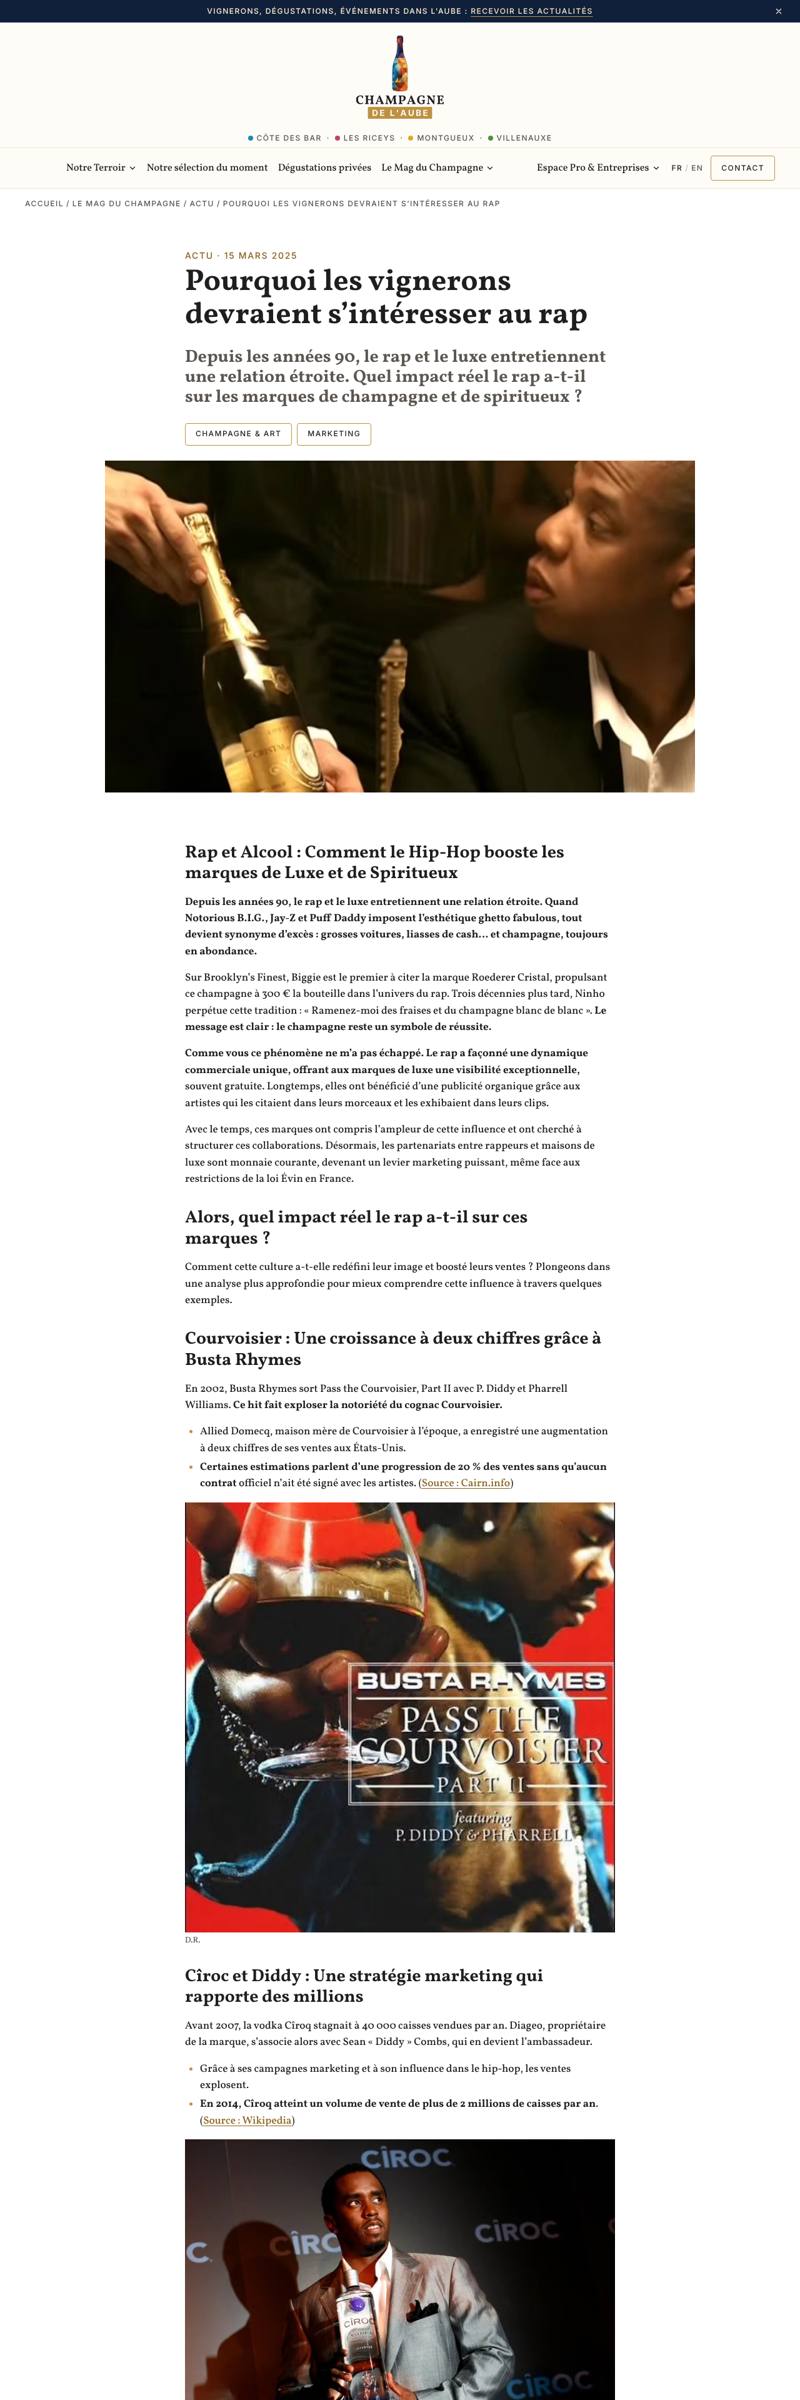 VIGNERONS, DÉGUSTATIONS, ÉVÉNEMENTS DANS L'AUBE : RECEVOIR LES ACTUALITÉS ×
CHAMPAGNE
DE L'AUBE
CÔTE DES BAR · LES RICEYS · MONTGUEUX · VILLENAUXE
Notre Terroir Notre sélection du moment Dégustations privées Le Mag du Champagne Espace Pro & Entreprises FR / EN CONTACT
ACCUEIL / LE MAG DU CHAMPAGNE / ACTU / POURQUOI LES VIGNERONS DEVRAIENT S'INTÉRESSER AU RAP
ACTU · 15 MARS 2025
Pourquoi les vignerons
devraient s'intéresser au rap
Depuis les années 90, le rap et le luxe entretiennent
une relation étroite. Quel impact réel le rap a-t-il
sur les marques de champagne et de spiritueux ?
CHAMPAGNE & ART MARKETING
CRISTAL
Rap et Alcool : Comment le Hip-Hop booste les
marques de Luxe et de Spiritueux
Depuis les années 90, le rap et le luxe entretiennent une relation étroite. Quand
Notorious B.I.G., Jay-Z et Puff Daddy imposent l'esthétique ghetto fabulous, tout
devient synonyme d'excès : grosses voitures, liasses de cash… et champagne, toujours
en abondance.
Sur Brooklyn's Finest, Biggie est le premier à citer la marque Roederer Cristal, propulsant
ce champagne à 300 € la bouteille dans l'univers du rap. Trois décennies plus tard, Ninho
perpétue cette tradition : « Ramenez-moi des fraises et du champagne blanc de blanc ». Le
message est clair : le champagne reste un symbole de réussite.
Comme vous ce phénomène ne m'a pas échappé. Le rap a façonné une dynamique
commerciale unique, offrant aux marques de luxe une visibilité exceptionnelle,
souvent gratuite. Longtemps, elles ont bénéficié d'une publicité organique grâce aux
artistes qui les citaient dans leurs morceaux et les exhibaient dans leurs clips.
Avec le temps, ces marques ont compris l'ampleur de cette influence et ont cherché à
structurer ces collaborations. Désormais, les partenariats entre rappeurs et maisons de
luxe sont monnaie courante, devenant un levier marketing puissant, même face aux
restrictions de la loi Évin en France.
Alors, quel impact réel le rap a-t-il sur ces
marques ?
Comment cette culture a-t-elle redéfini leur image et boosté leurs ventes ? Plongeons dans
une analyse plus approfondie pour mieux comprendre cette influence à travers quelques
exemples.
Courvoisier : Une croissance à deux chiffres grâce à
Busta Rhymes
En 2002, Busta Rhymes sort Pass the Courvoisier, Part II avec P. Diddy et Pharrell
Williams. Ce hit fait exploser la notoriété du cognac Courvoisier.
• Allied Domecq, maison mère de Courvoisier à l'époque, a enregistré une augmentation
à deux chiffres de ses ventes aux États-Unis.
• Certaines estimations parlent d'une progression de 20 % des ventes sans qu'aucun
contrat officiel n'ait été signé avec les artistes. (Source : Cairn.info)
BUSTA RHYMES
PASS THE
COURVOISIER
PART II
featuring
P. DIDDY & PHARRELL
D.R.
Cîroc et Diddy : Une stratégie marketing qui
rapporte des millions
Avant 2007, la vodka Cîroq stagnait à 40 000 caisses vendues par an. Diageo, propriétaire
de la marque, s'associe alors avec Sean « Diddy » Combs, qui en devient l'ambassadeur.
• Grâce à ses campagnes marketing et à son influence dans le hip-hop, les ventes
explosent.
• En 2014, Cîroq atteint un volume de vente de plus de 2 millions de caisses par an.
(Source : Wikipedia)
CÎROC
C. CÎROC CÎROC
CÎROC
CÎROC